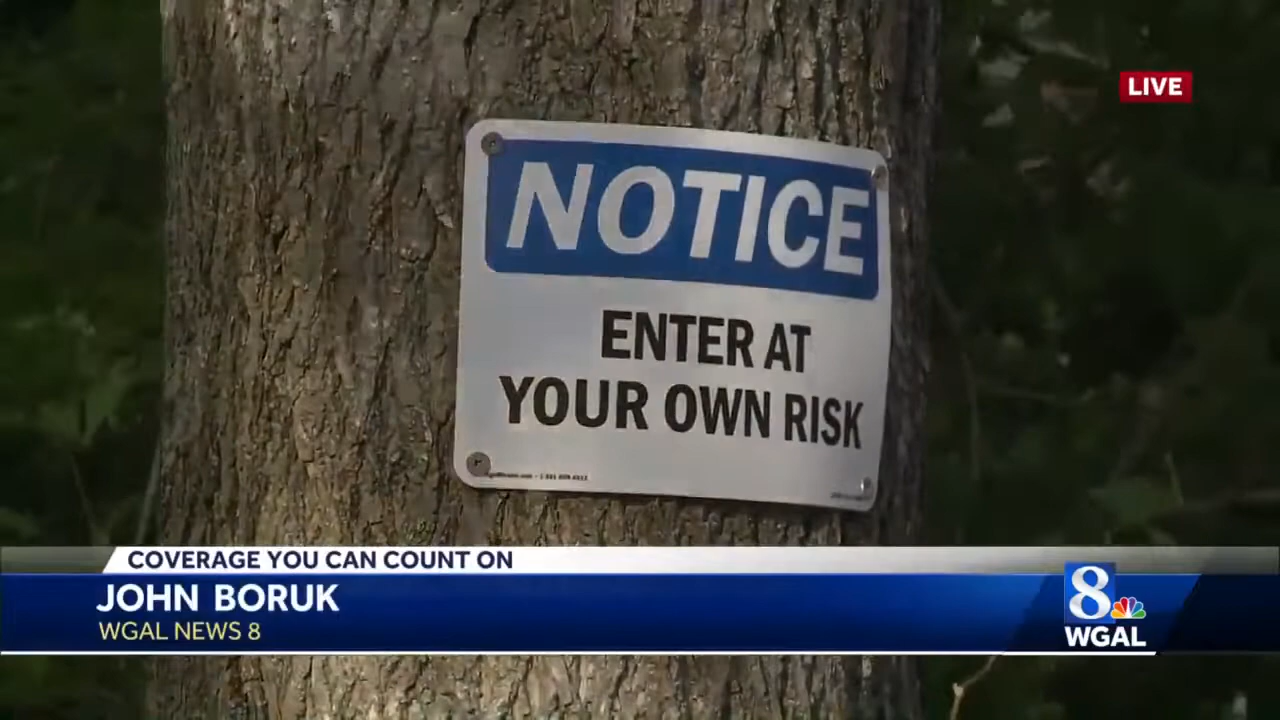 LIVE
NOTICE
ENTER AT
YOUR OWN RISK
COVERAGE YOU CAN COUNT ON
JOHN BORUK
WGAL NEWS 8
8
WGAL